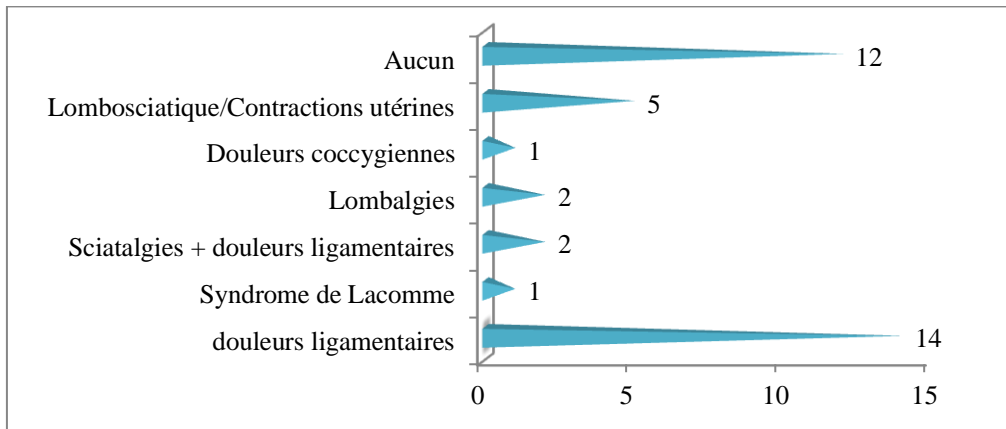 Aucun 12
Lombosciatique/Contractions utérines 5
Douleurs coccygiennes 1
Lombalgies 2
Sciatalgies + douleurs ligamentaires 2
Syndrome de Lacomme 1
douleurs ligamentaires 14
0 5 10 15